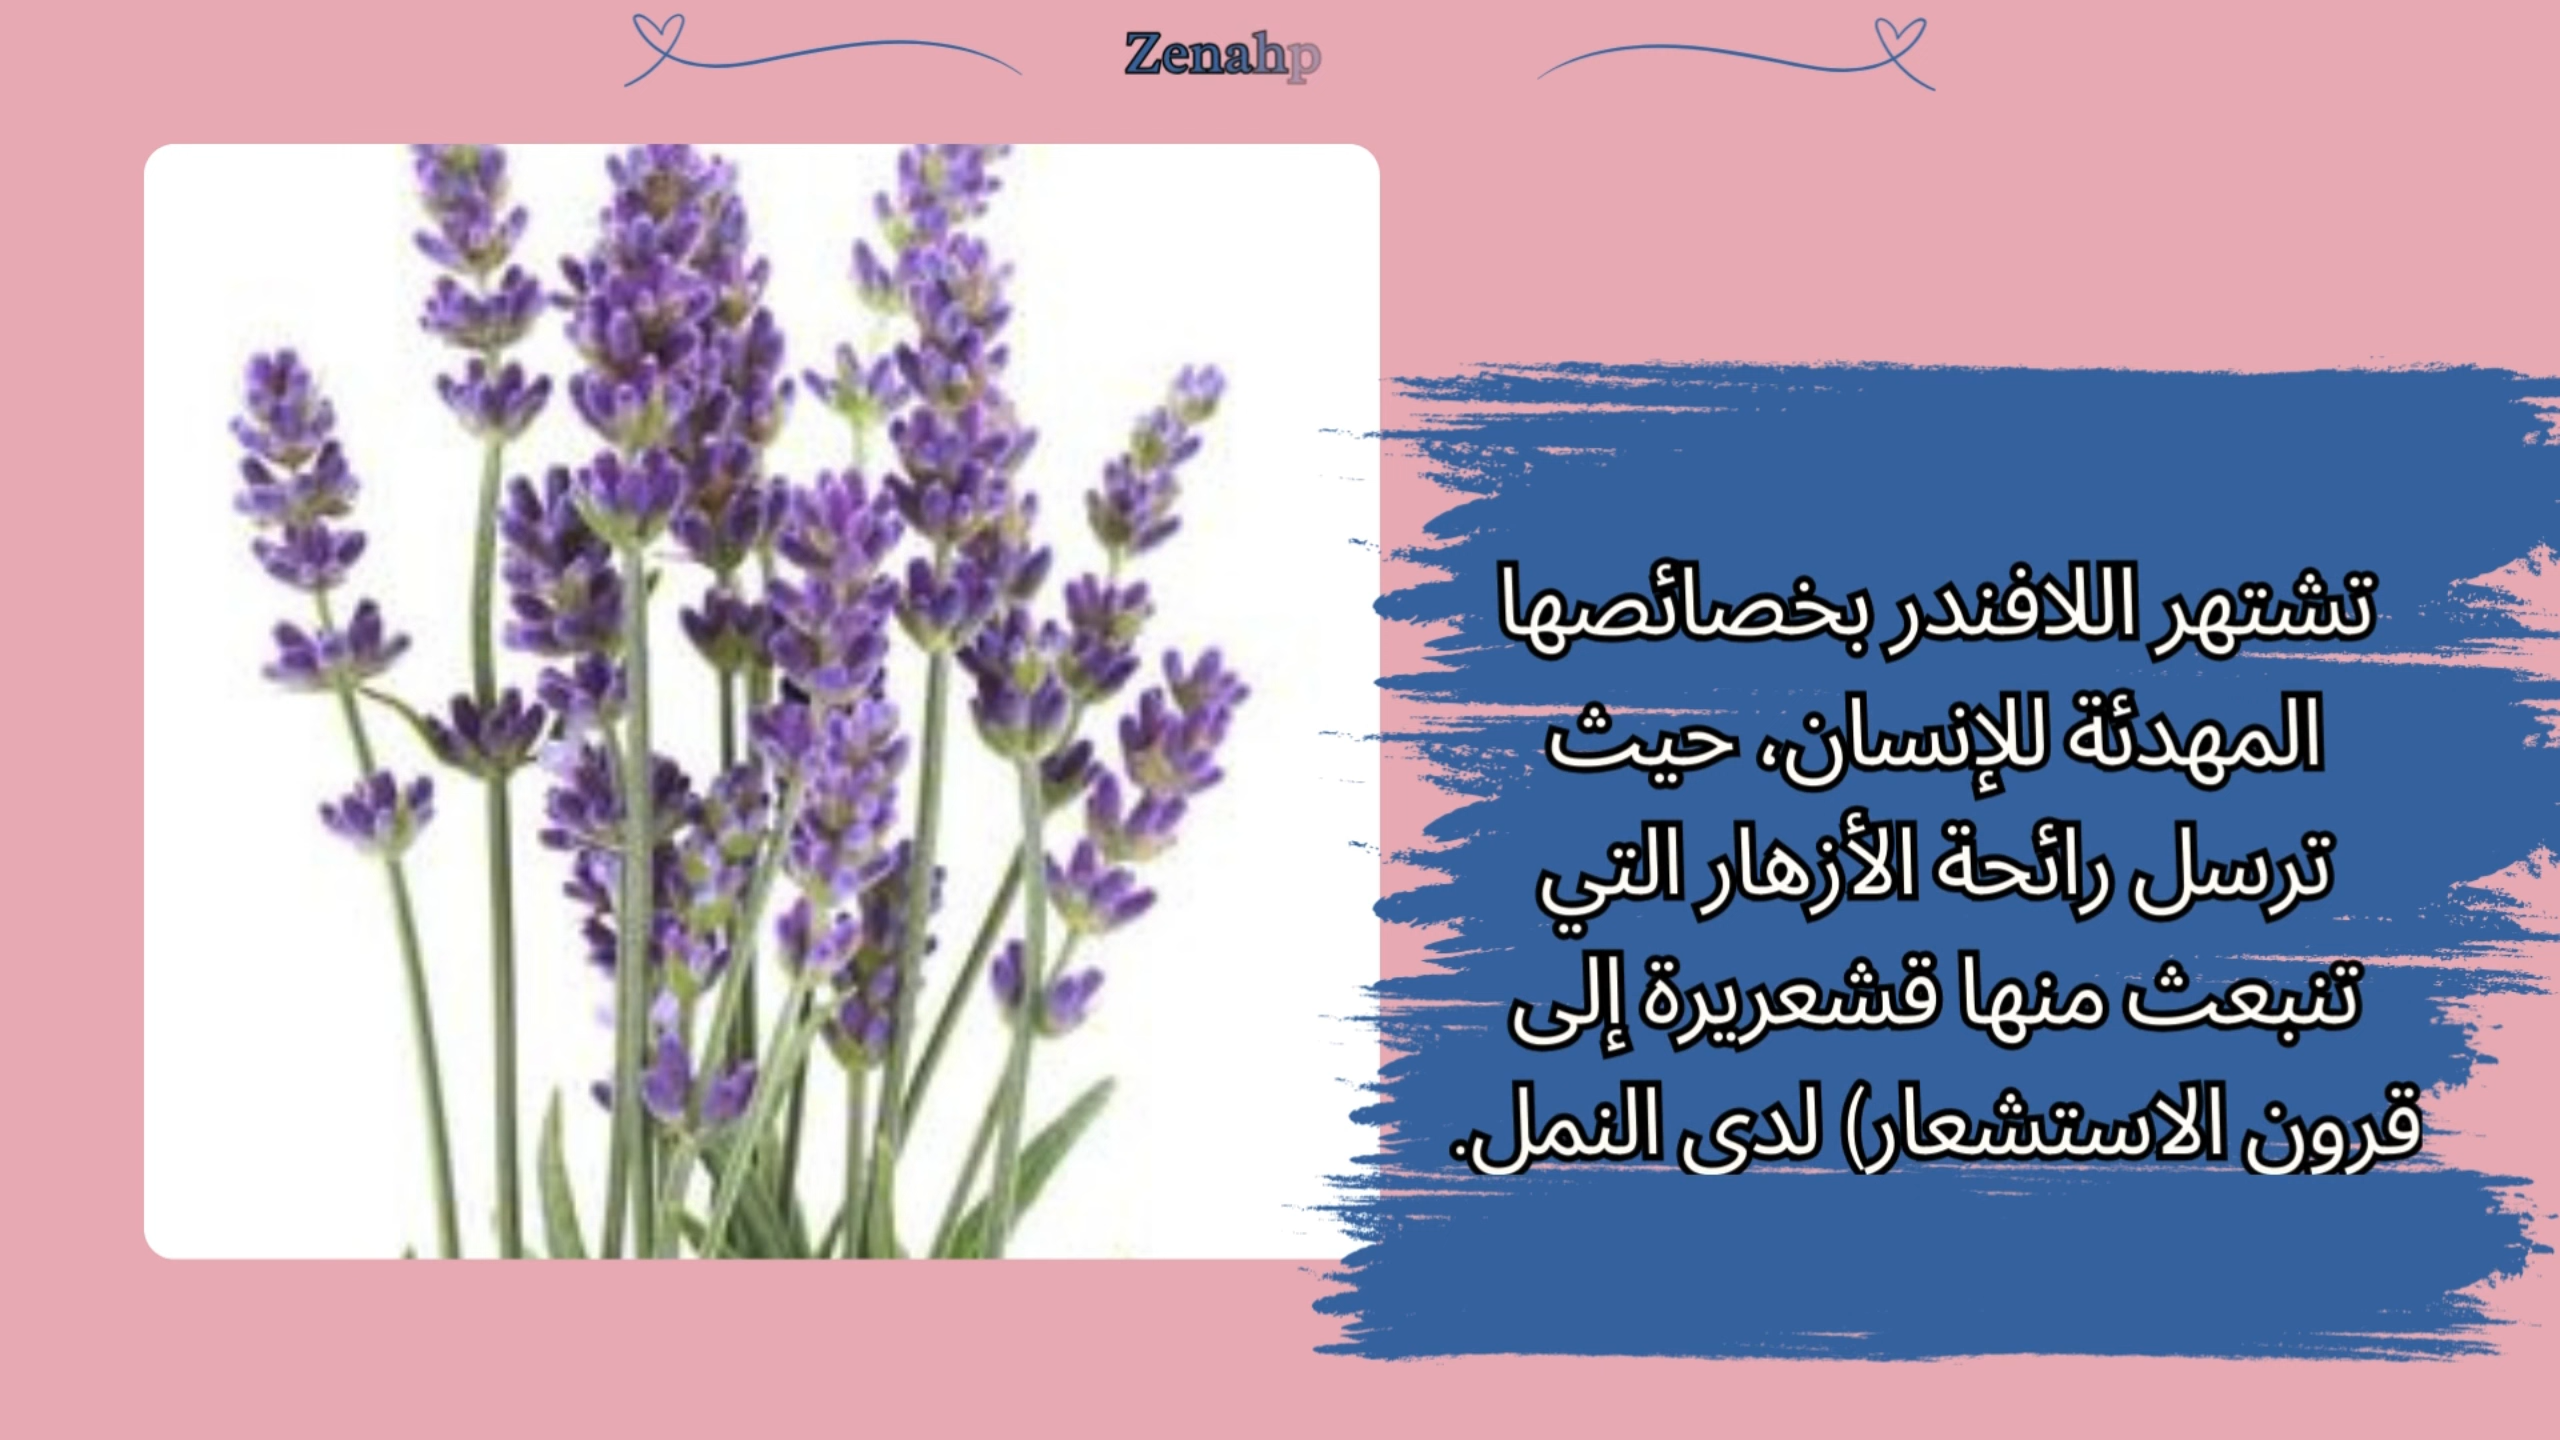 Zenahp
تشتهر اللافندر بخصائصها
المهدئة للإنسان، حيث
ترسل رائحة الأزهار التي
تنبعث منها قشعريرة إلى
قرون الاستشعار) لدى النمل.